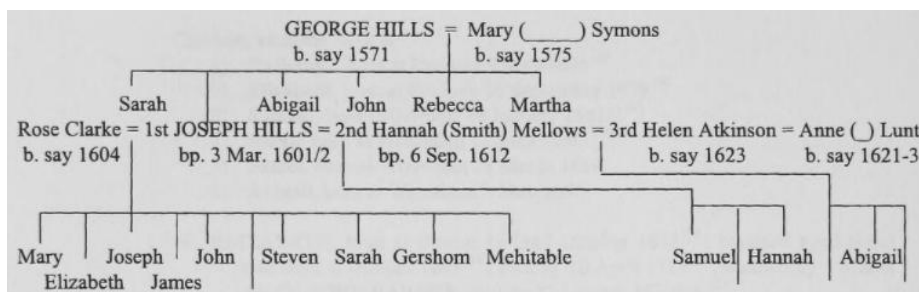 GEORGE HILLS = Mary (_____) Symons
b. say 1571 b. say 1575
Sarah Abigail John Rebecca Martha
Rose Clarke = 1st JOSEPH HILLS = 2nd Hannah (Smith) Mellows = 3rd Helen Atkinson = Anne (_) Lunt
b. say 1604 bp. 3 Mar. 1601/2 bp. 6 Sep. 1612 b. say 1623 b. say 1621-3
Mary Joseph John Steven Sarah Gershom Mehitable Samuel Hannah Abigail
Elizabeth James